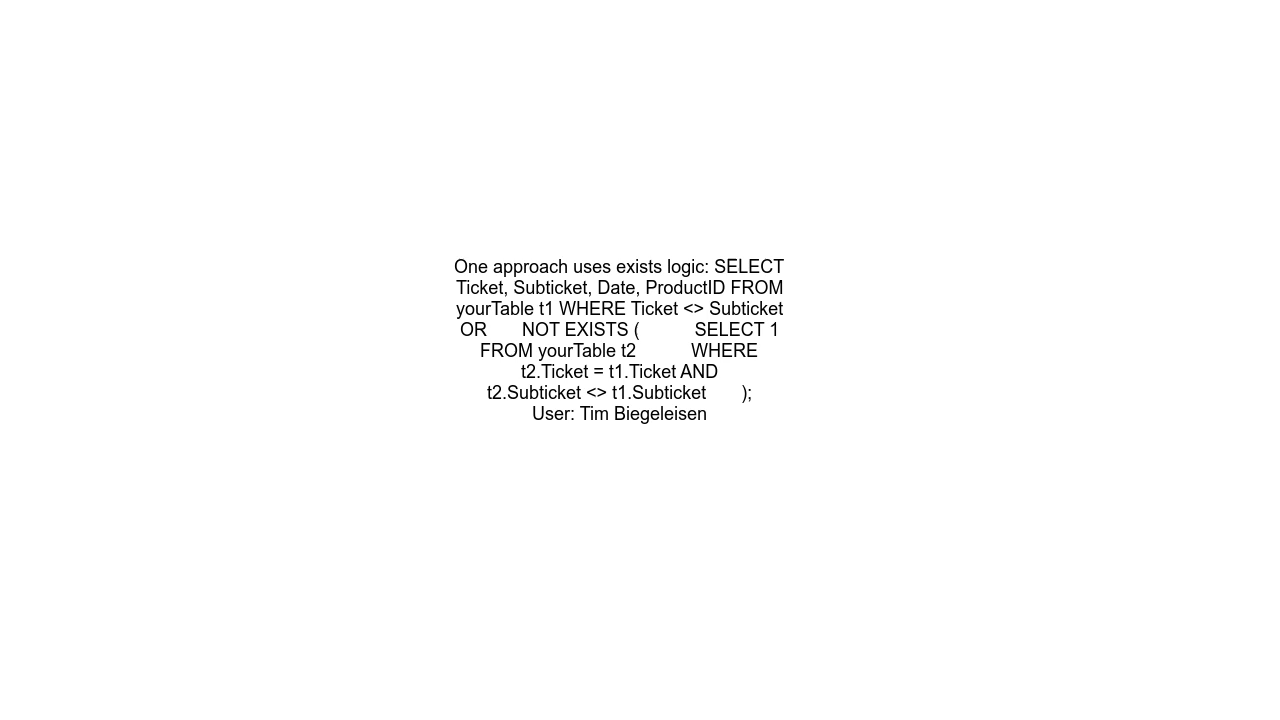 One approach uses exists logic: SELECT
Ticket, Subticket, Date, ProductID FROM
yourTable t1 WHERE Ticket <> Subticket
OR       NOT EXISTS (           SELECT 1
FROM yourTable t2           WHERE
t2.Ticket = t1.Ticket AND
t2.Subticket <> t1.Subticket       );
User: Tim Biegeleisen